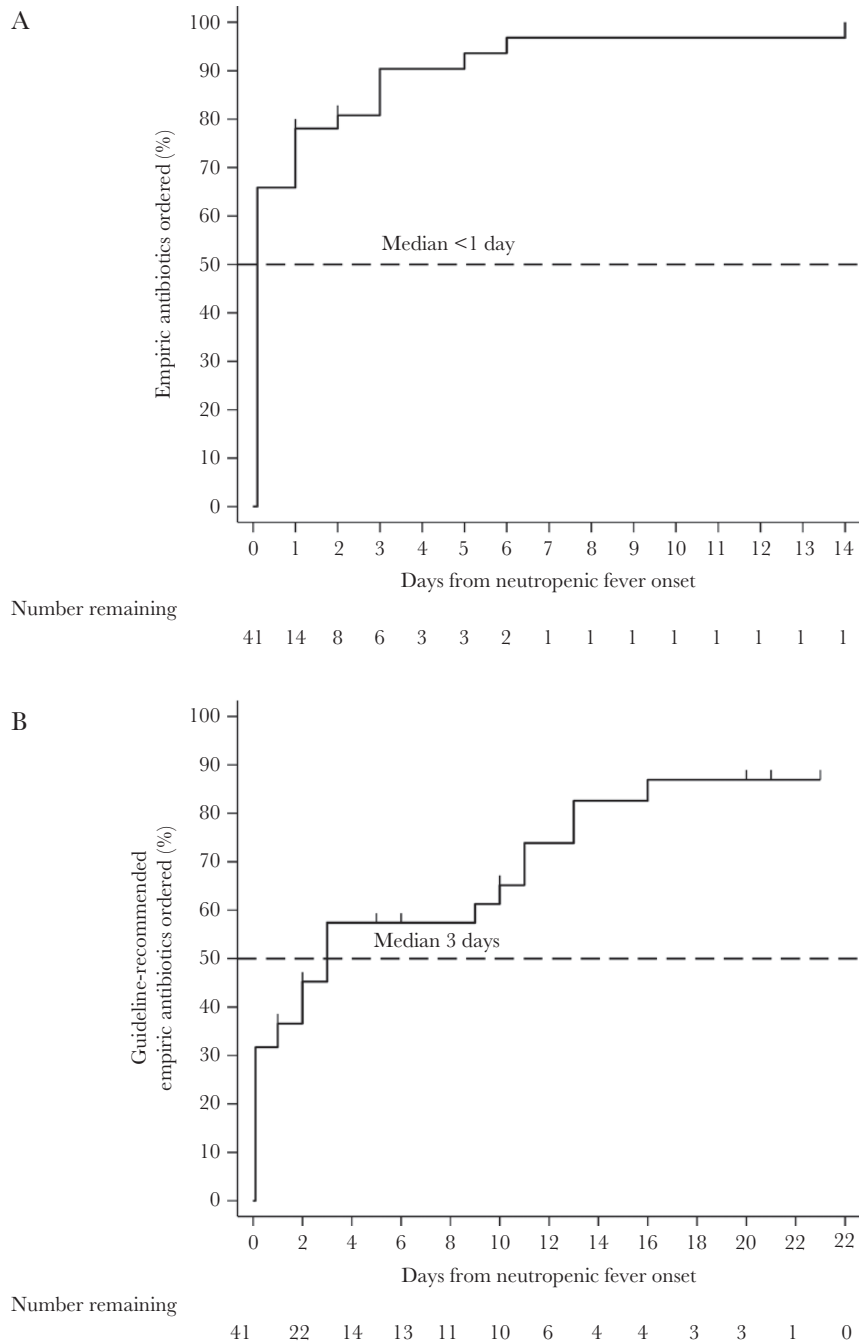 A
Empiric antibiotics ordered (%)
100
90
80
70
60
50
40
30
20
10
0
Median <1 day
0 1 2 3 4 5 6 7 8 9 10 11 12 13 14
Days from neutropenic fever onset
Number remaining
41 14 8 6 3 3 2 1 1 1 1 1 1 1 1
B
Guideline-recommended
empiric antibiotics ordered (%)
100
90
80
70
60
50
40
30
20
10
0
Median 3 days
0 2 4 6 8 10 12 14 16 18 20 22 22
Days from neutropenic fever onset
Number remaining
41 22 14 13 11 10 6 4 4 3 3 1 0